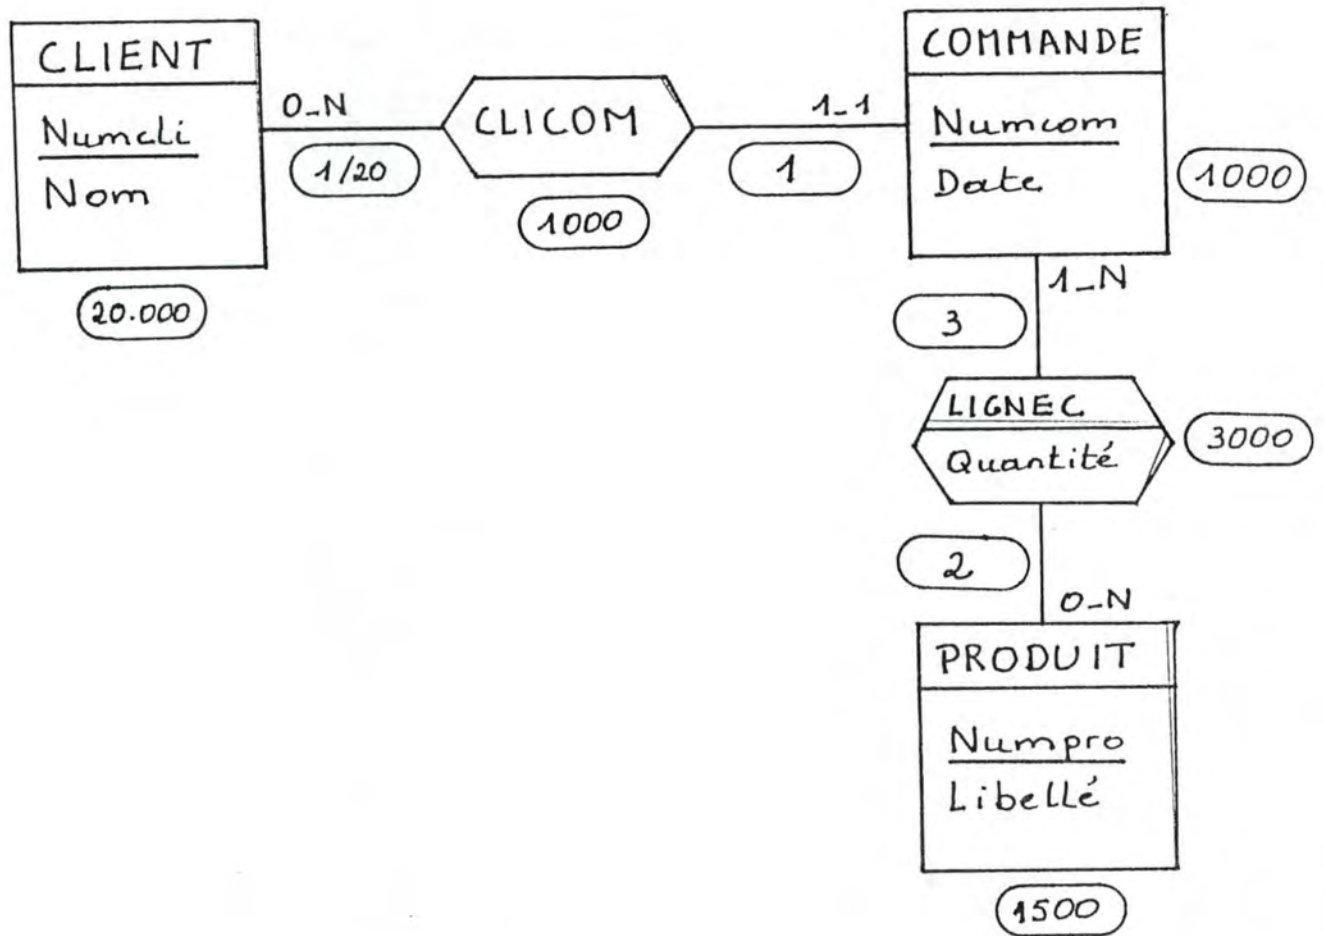 CLIENT
Numcli
Nom
20.000
0_N
1/20
CLICOM
1000
1_1
1
COMMANDE
Numcom
Date
1000
1_N
3
LIGNEC
Quantité
3000
2
0_N
PRODUIT
Numpro
Libellé
1500